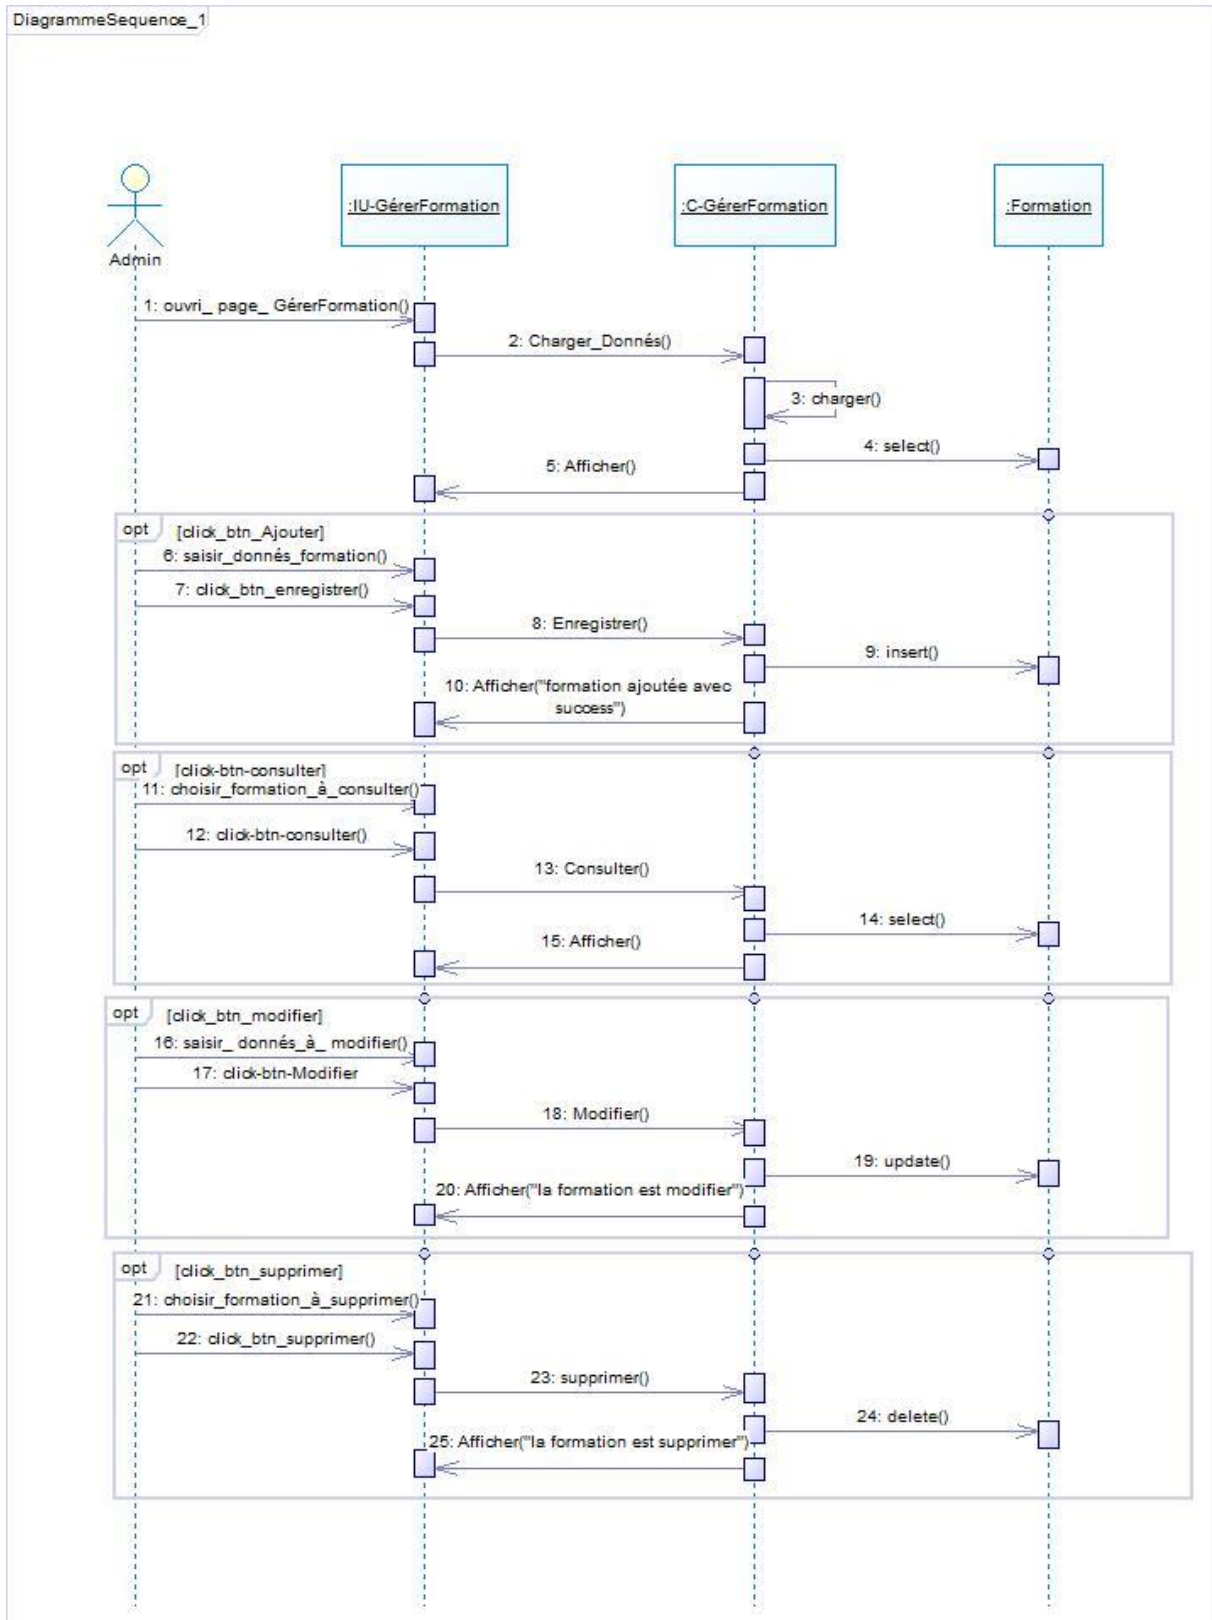 DiagrammeSequence_1
:IU-GérerFormation
:C-GérerFormation
:Formation
Admin
1: ouvri_ page_ GérerFormation()
2: Charger_Donnés()
3: charger()
4: select()
5: Afficher()
opt
[click_btn_Ajouter]
6: saisir_donnés_formation()
7: click_btn_enregistrer()
8: Enregistrer()
9: insert()
10: Afficher("formation ajoutée avec
success")
opt
[click-btn-consulter]
11: choisir_formation_à_consulter()
12: click-btn-consulter()
13: Consulter()
14: select()
15: Afficher()
opt
[click_btn_modifier]
16: saisir_ donnés_à_ modifier()
17: click-btn-Modifier
18: Modifier()
19: update()
20: Afficher("la formation est modifier")
opt
[click_btn_supprimer]
21: choisir_formation_à_supprimer()
22: click_btn_supprimer()
23: supprimer()
24: delete()
25: Afficher("la formation est supprimer")